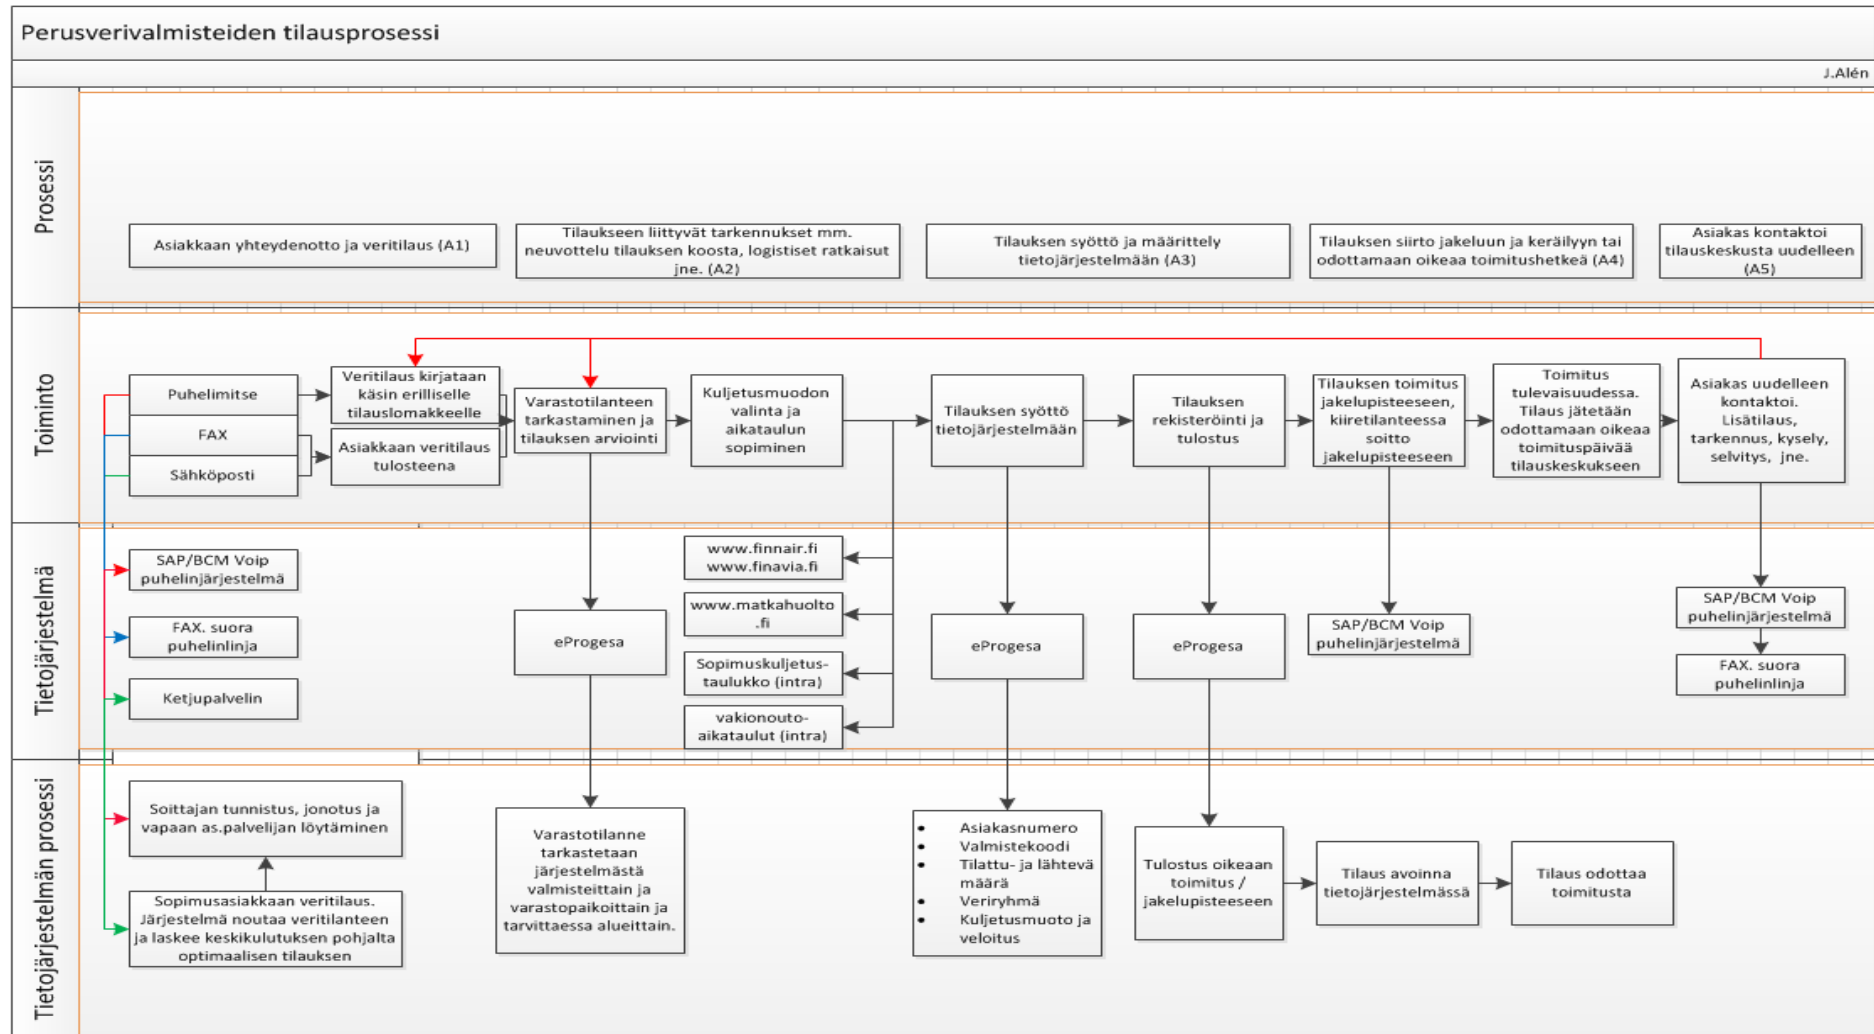 Perusverivalmisteiden tilausprosessi
J.Alén
Prosessi
Asiakkaan yhteydenotto ja veritilaus (A1)
Tilaukseen liittyvät tarkennukset mm.
neuvottelu tilauksen koosta, logistiset ratkaisut
jne. (A2)
Tilauksen syöttö ja määrittely
tietojärjestelmään (A3)
Tilauksen siirto jakeluun ja keräilyyn tai
odottamaan oikeaa toimitushetkeä (A4)
Asiakas kontaktoi
tilauskeskusta uudelleen
(A5)
Toiminto
Puhelimitse
FAX
Sähköposti
Veritilaus kirjataan
käsin erilliselle
tilauslomakkeelle
Asiakkaan veritilaus
tulosteena
Varastotilanteen
tarkastaminen ja
tilauksen arviointi
Kuljetusmuodon
valinta ja
aikataulun
sopiminen
Tilauksen syöttö
tietojärjestelmään
Tilauksen
rekisteröinti ja
tulostus
Tilauksen toimitus
jakelupisteeseen,
kiiretilanteessa
soitto
jakelupisteeseen
Toimitus
tulevaisuudessa.
Tilaus jätetään
odottamaan oikeaa
toimituspäivää
tilauskeskukseen
Asiakas uudelleen
kontaktoi.
Lisätilaus,
tarkennus, kysely,
selvitys, jne.
Tietojärjestelmä
SAP/BCM Voip
puhelinjärjestelmä
FAX. suora
puhelinlinja
Ketjupalvelin
eProgesa
www.finnair.fi
www.finavia.fi
www.matkahuolto
.fi
Sopimuskuljetus-
taulukko (intra)
vakionouto-
aikataulut (intra)
eProgesa
eProgesa
SAP/BCM Voip
puhelinjärjestelmä
SAP/BCM Voip
puhelinjärjestelmä
FAX. suora
puhelinlinja
Tietojärjestelmän prosessi
Soittajan tunnistus, jonotus ja
vapaan as.palvelijan löytäminen
Sopimusasiakkaan veritilaus.
Järjestelmä noutaa veritilanteen
ja laskee keskikulutuksen pohjalta
optimaalisen tilauksen
Varastotilanne
tarkastetaan
järjestelmästä
valmisteittain ja
varastopaikoittain ja
tarvittaessa alueittain.
• Asiakasnumero
• Valmistekoodi
• Tilattu- ja lähtevä
määrä
• Veriryhmä
• Kuljetusmuoto ja
veloitus
Tulostus oikeaan
toimitus /
jakelupisteeseen
Tilaus avoinna
tietojärjestelmässä
Tilaus odottaa
toimitusta